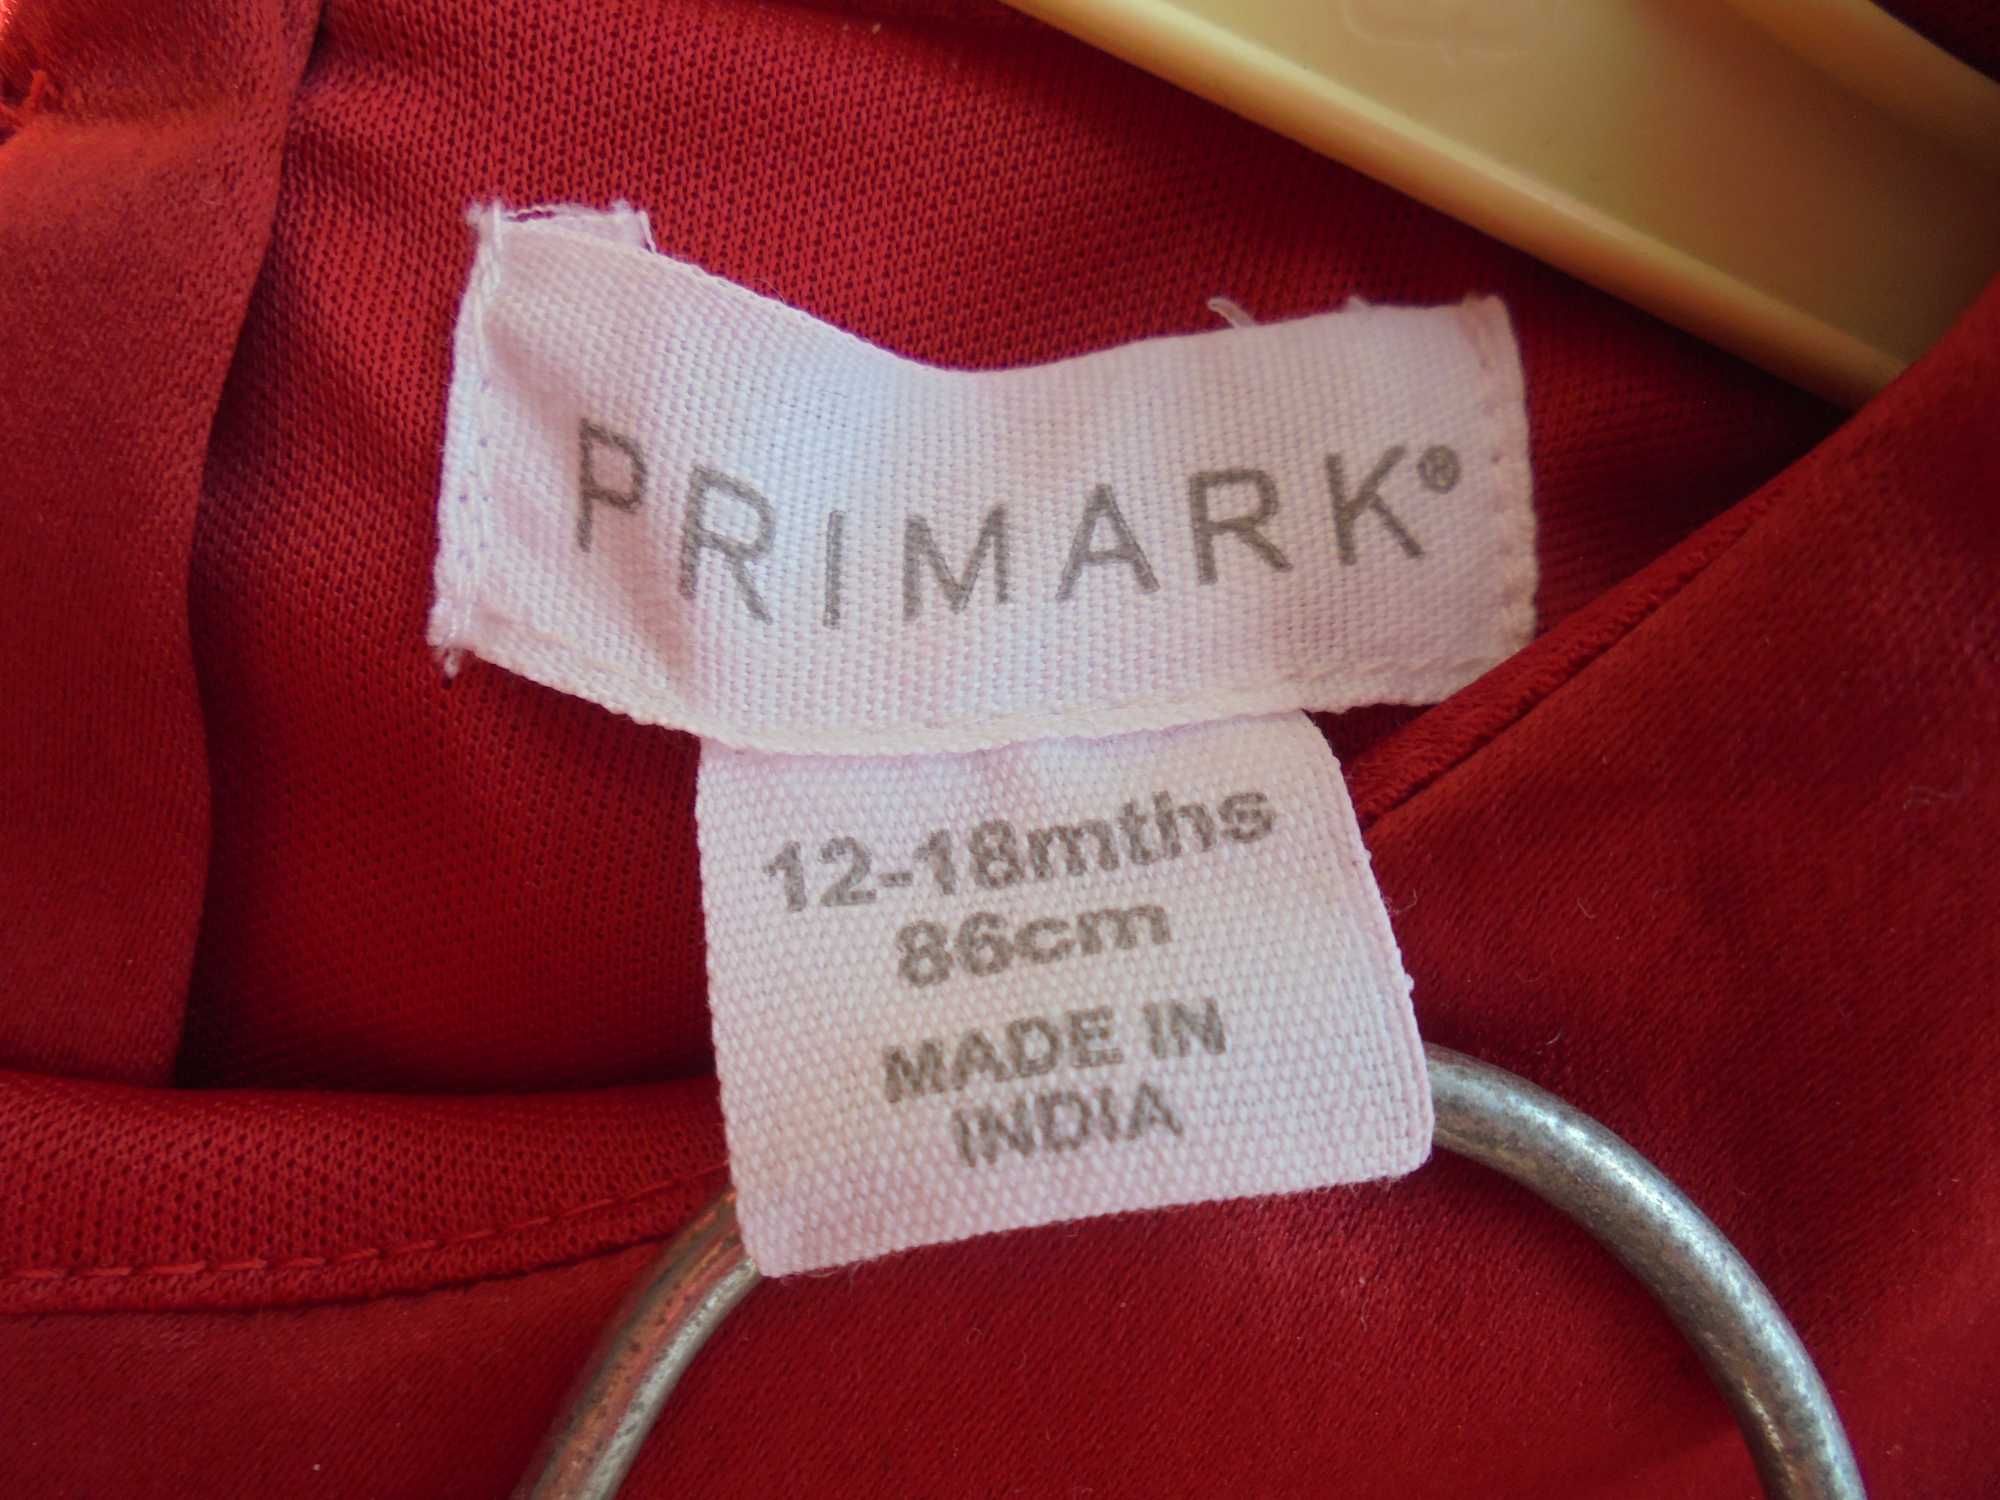 PRIMARK®
12-18mths
86cm
MADE IN
INDIA